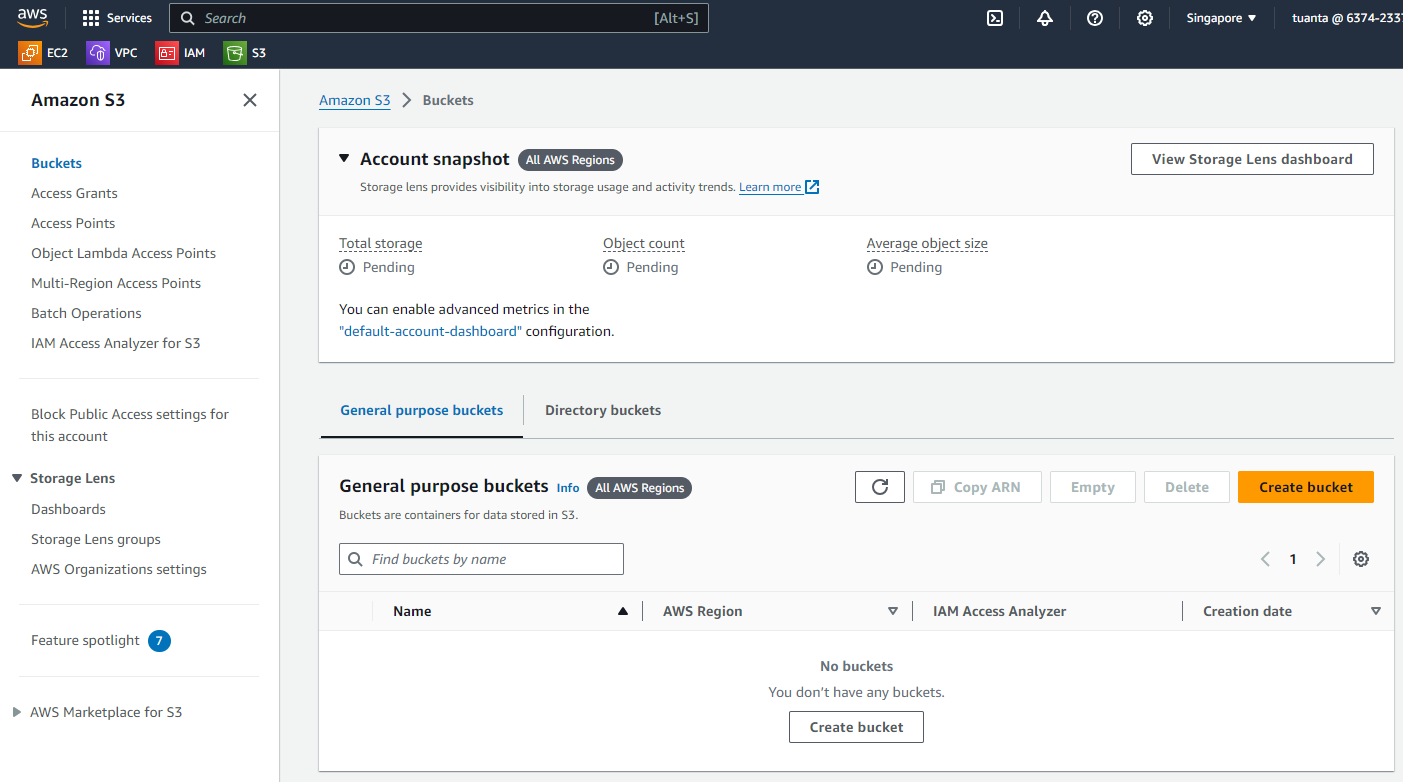 aws
Services
Search
[Alt+S]
Singapore
tuanta @ 6374-2337
EC2
VPC
IAM
S3
Amazon S3
Buckets
Access Grants
Access Points
Object Lambda Access Points
Multi-Region Access Points
Batch Operations
IAM Access Analyzer for S3
Block Public Access settings for
this account
Storage Lens
Dashboards
Storage Lens groups
AWS Organizations settings
Feature spotlight 7
AWS Marketplace for S3
Amazon S3 > Buckets
Account snapshot All AWS Regions
Storage lens provides visibility into storage usage and activity trends. Learn more
View Storage Lens dashboard
Total storage
Pending
Object count
Pending
Average object size
Pending
You can enable advanced metrics in the
"default-account-dashboard" configuration.
General purpose buckets
Directory buckets
General purpose buckets Info All AWS Regions
Buckets are containers for data stored in S3.
Copy ARN
Empty
Delete
Create bucket
Find buckets by name
1
Name
AWS Region
IAM Access Analyzer
Creation date
No buckets
You don't have any buckets.
Create bucket